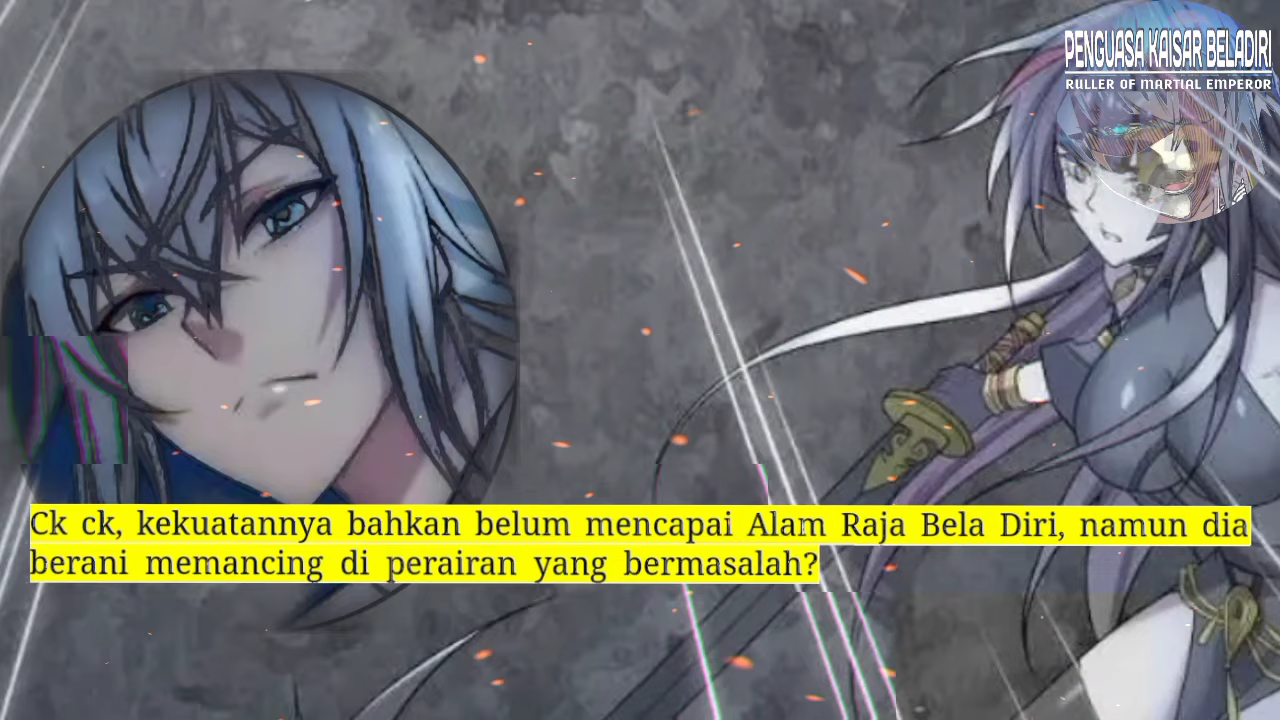 PENGUASA KAISAR BELADIRI
RULLER OF MARTIAL EMPEROR
Ck ck, kekuatannya bahkan belum mencapai Alam Raja Bela Diri, namun dia
berani memancing di perairan yang bermasalah?